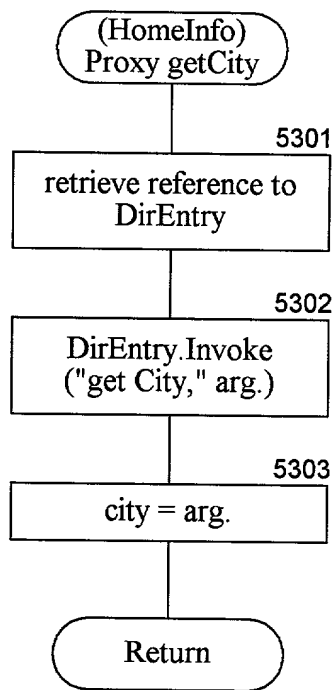 (HomeInfo)
Proxy getCity
5301
retrieve reference to
DirEntry
5302
DirEntry.Invoke
("get City," arg.)
5303
city = arg.
Return